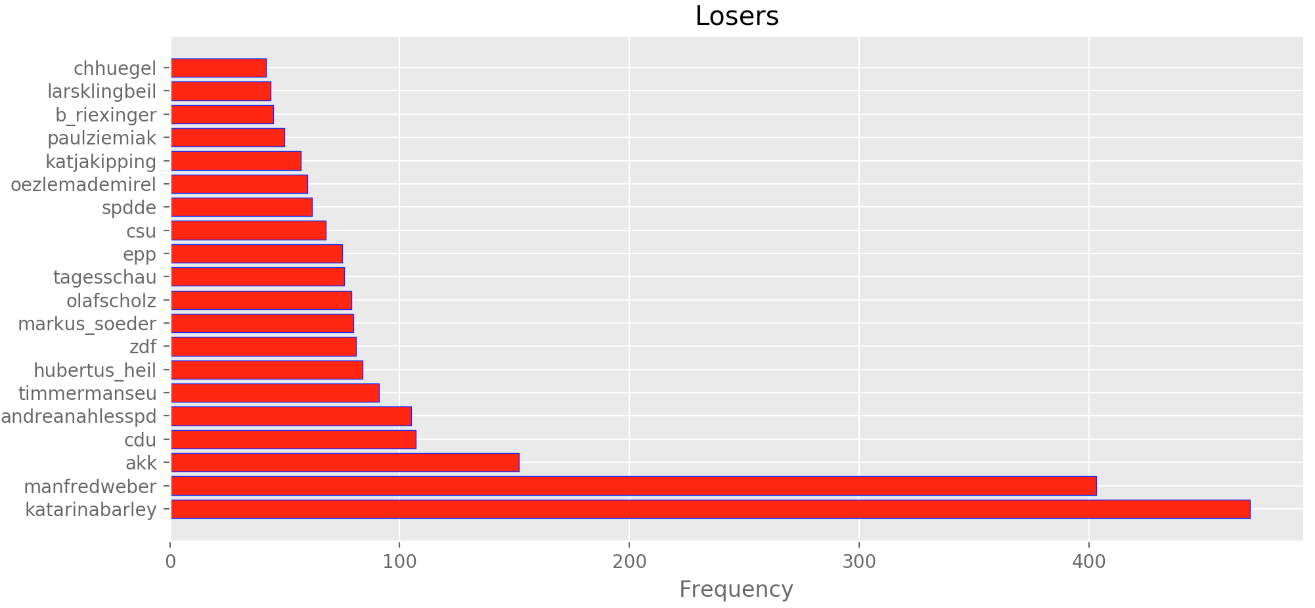 Losers
chhuegel
larsklingbeil
b_riexinger
paulziemiak
katjakipping
oezlemademirel
spdde
csu
epp
tagesschau
olafscholz
markus_soeder
zdf
hubertus_heil
timmermanseu
andreanahlesspd
cdu
akk
manfredweber
katarinabarley
0 100 200 300 400
Frequency